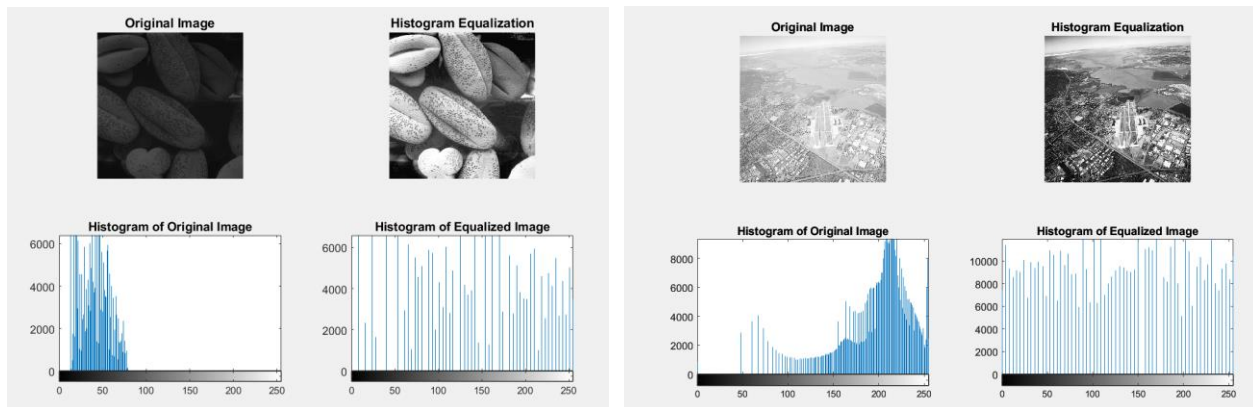 Original Image
Histogram Equalization
Histogram of Original Image
6000
4000
2000
0
0 50 100 150 200 250
Histogram of Equalized Image
6000
4000
2000
0
0 50 100 150 200 250
Original Image
Histogram Equalization
Histogram of Original Image
8000
6000
4000
2000
0
0 50 100 150 200 250
Histogram of Equalized Image
10000
8000
6000
4000
2000
0
0 50 100 150 200 250